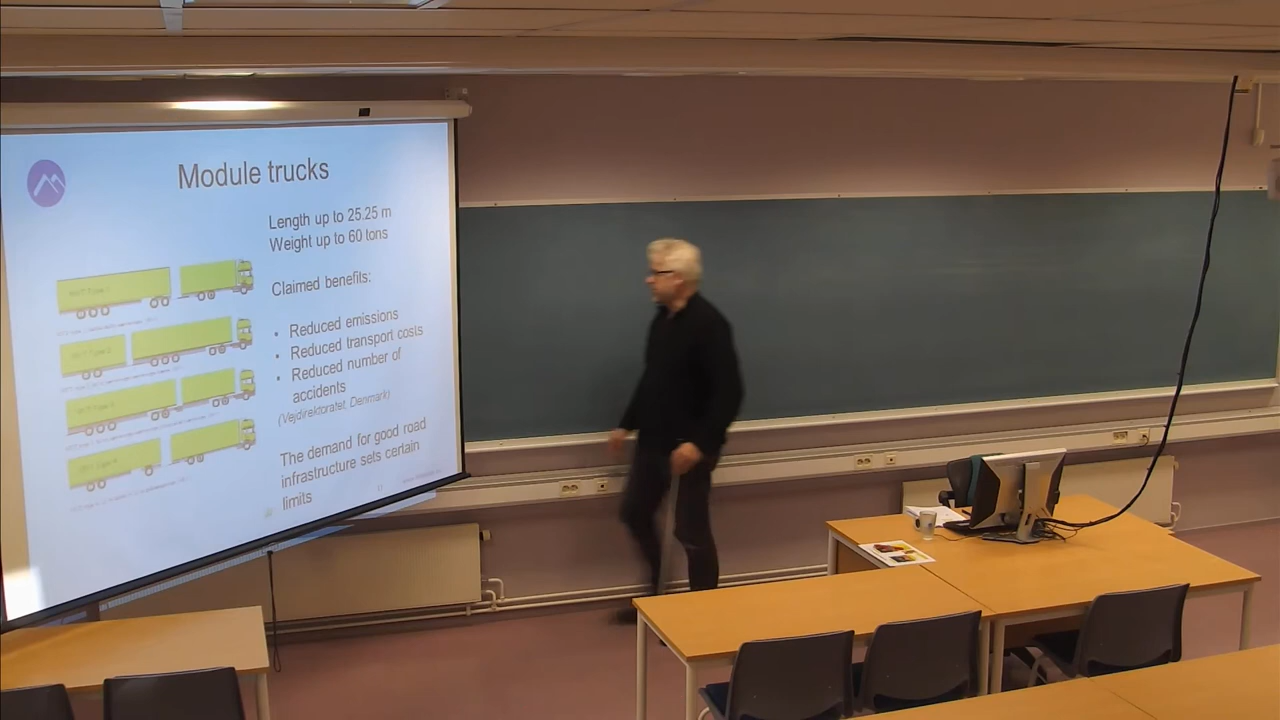 Module trucks
Length up to 25.25 m
Weight up to 60 tons
Claimed benefits:
• Reduced emissions
• Reduced transport costs
• Reduced number of
accidents
(Vejdirektoratet, Denmark)
The demand for good road
infrastructure sets certain
limits